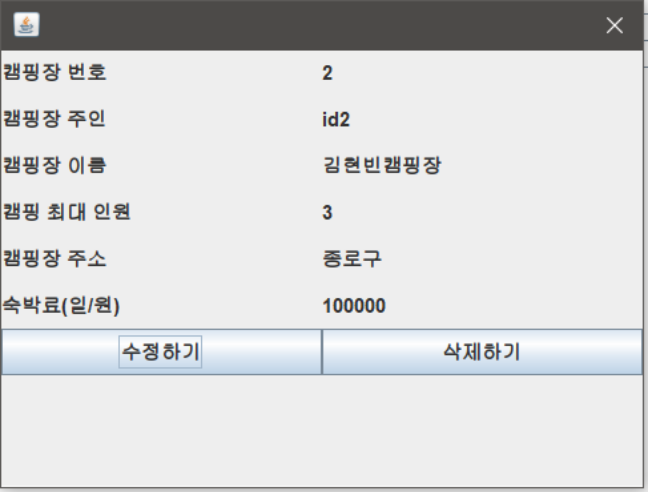 캠핑장 번호 2
캠핑장 주인 id2
캠핑장 이름 김현빈캠핑장
캠핑 최대 인원 3
캠핑장 주소 종로구
숙박료(일/원) 100000
수정하기 삭제하기